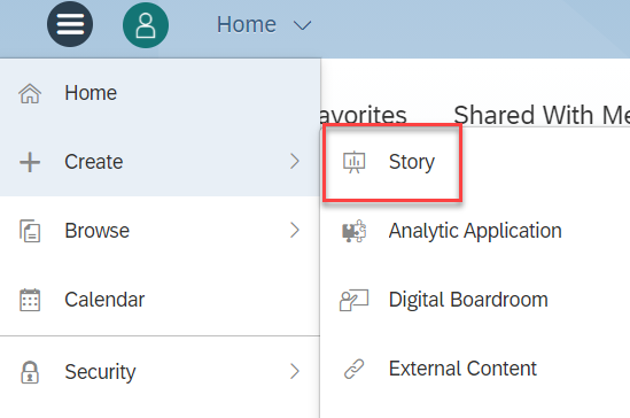 Home
Home
avorites Shared With Me
Create
Story
Browse
Analytic Application
Calendar
Digital Boardroom
Security
External Content